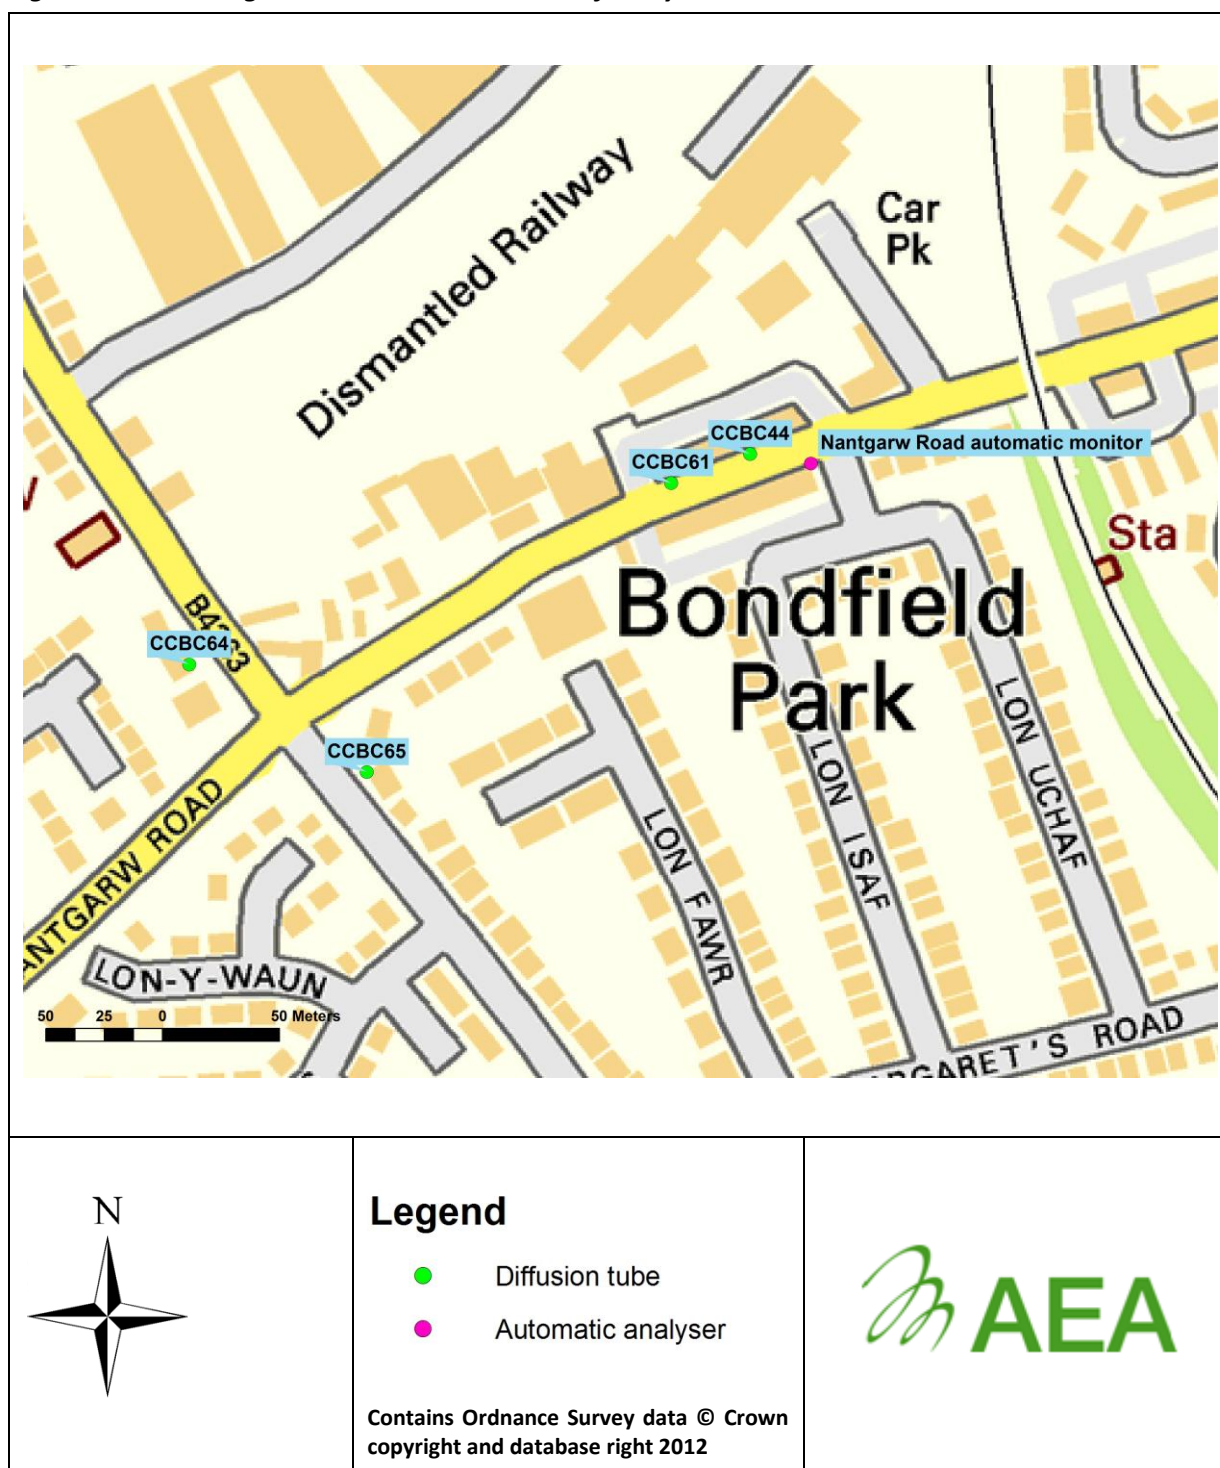 Dismantled Railway
Car
Pk
CCBC44
Nantgarw Road automatic monitor
CCBC61
Sta
Bondfield
Park
CCBC64
CCBC65
LON UCHAF
LON ISAF
LON FAWR
ANTGARW ROAD
LON-Y-WAUN
50 25 0 50 Meters
RGARET'S ROAD
N
Legend
Diffusion tube
Automatic analyser
AEA
Contains Ordnance Survey data © Crown
copyright and database right 2012